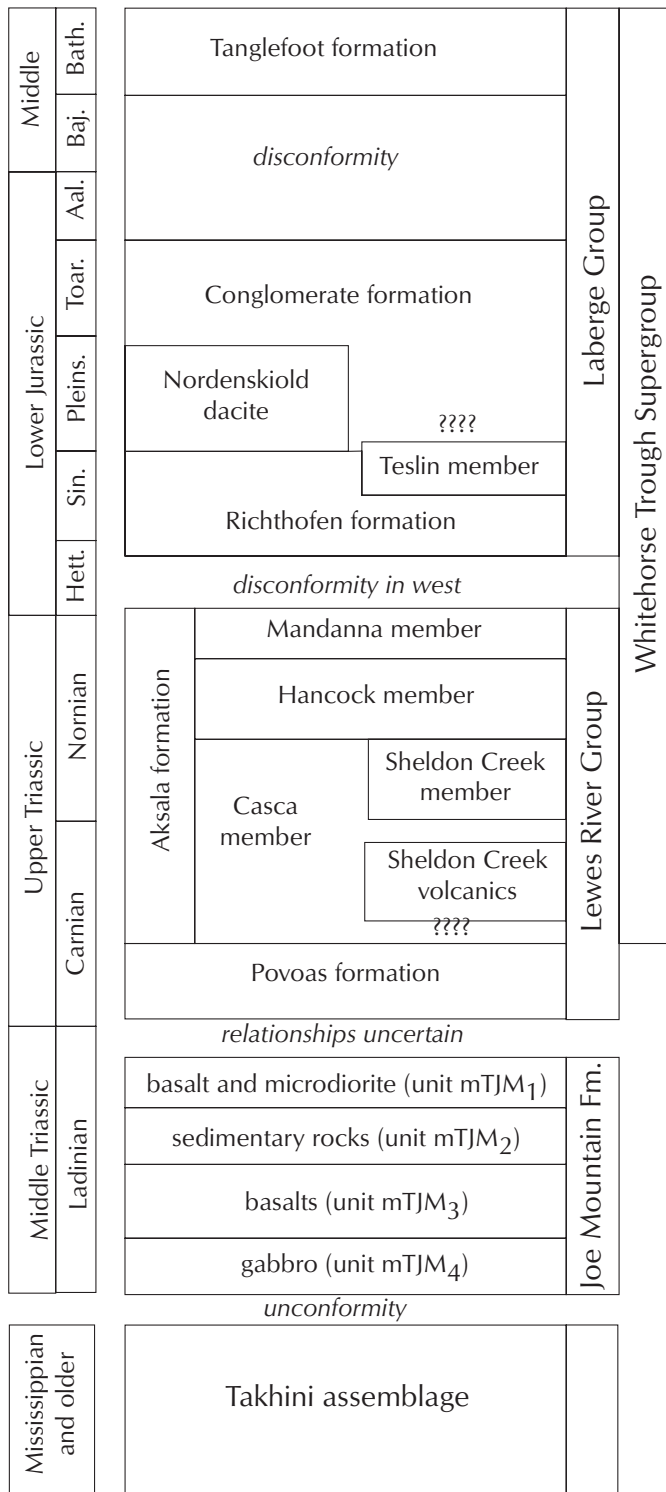 Middle
Bath.
Baj.
Lower Jurassic
Aal.
Toar.
Pleins.
Sin.
Hett.
Upper Triassic
Nornian
Carnian
Middle Triassic
Ladinian
Mississippian
and older
Tanglefoot formation
disconformity
Conglomerate formation
Nordenskiold
dacite
????
Teslin member
Richthofen formation
disconformity in west
Aksala formation
Mandanna member
Hancock member
Casca
member
Sheldon Creek
member
Sheldon Creek
volcanics
????
Povoas formation
relationships uncertain
basalt and microdiorite (unit mTJM1)
sedimentary rocks (unit mTJM2)
basalts (unit mTJM3)
gabbro (unit mTJM4)
unconformity
Takhini assemblage
Laberge Group
Lewes River Group
Joe Mountain Fm.
Whitehorse Trough Supergroup